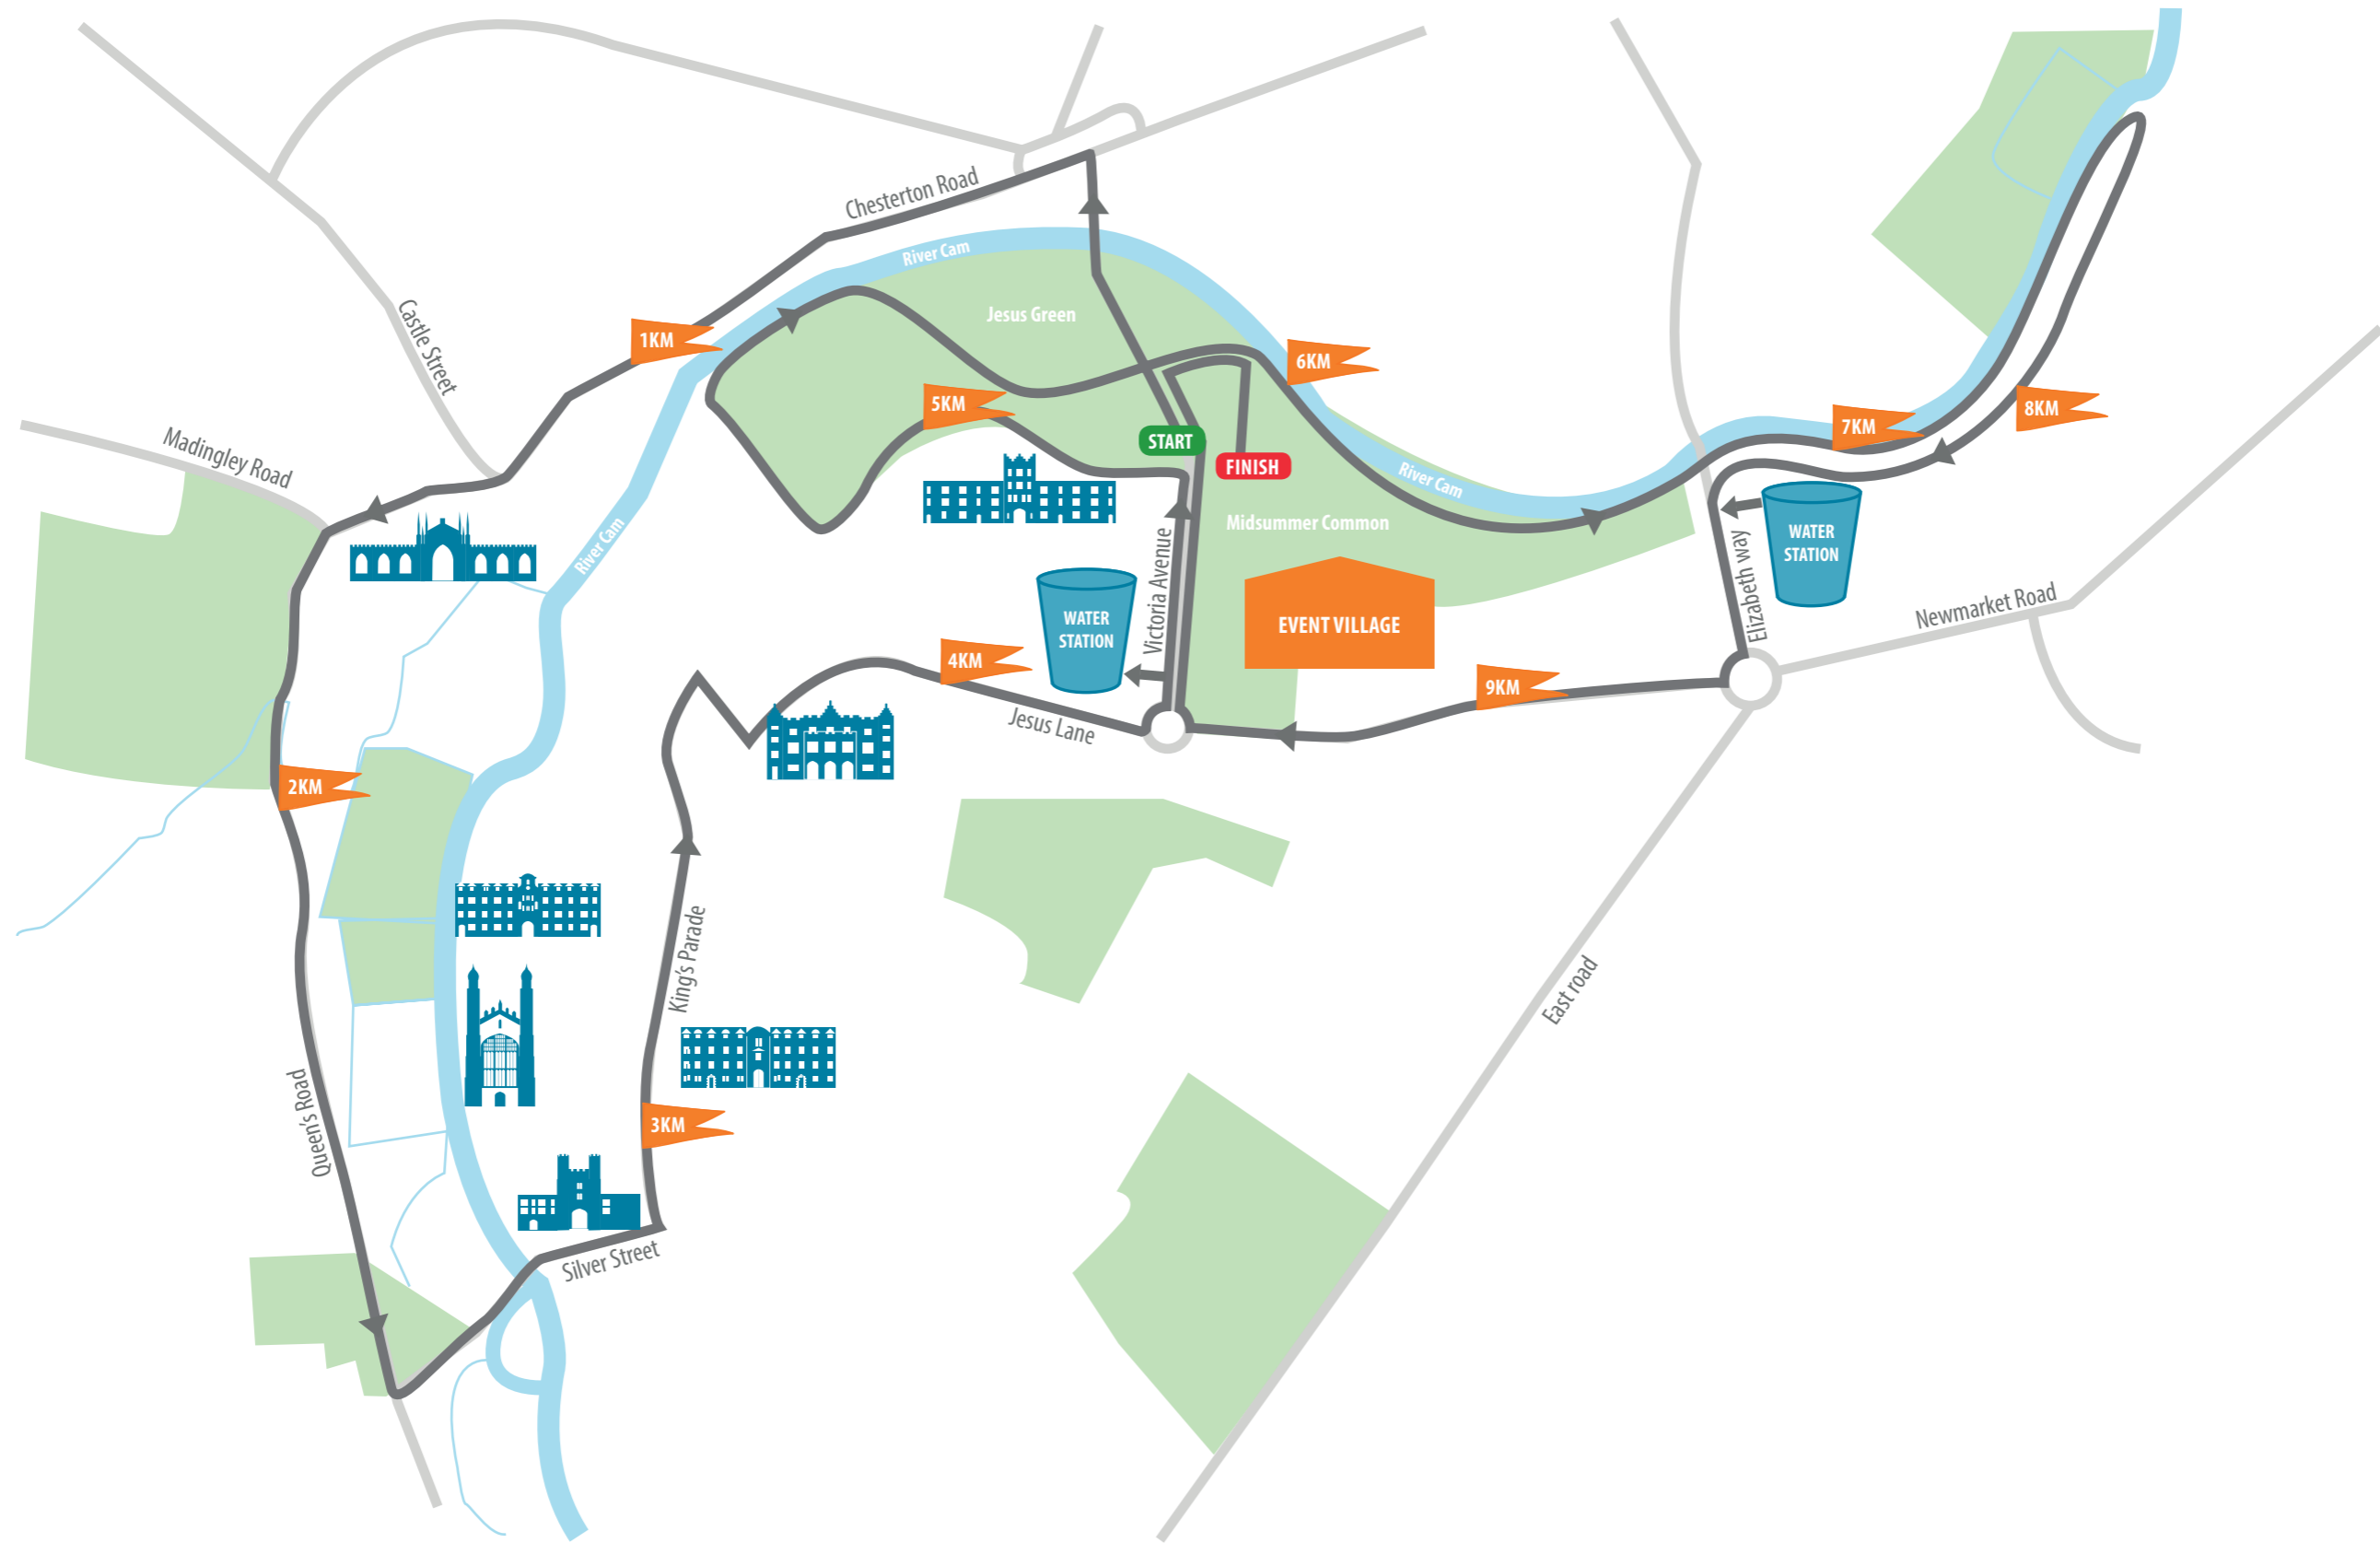 Chesterton Road
River Cam
Castle Street
Jesus Green
1KM
6KM
5KM
8KM
7KM
START
FINISH
Madingley Road
River Cam
River Cam
Midsummer Common
WATER
STATION
Victoria Avenue
Elizabeth way
WATER
STATION
EVENT VILLAGE
Newmarket Road
4KM
9KM
Jesus Lane
2KM
King's Parade
East road
Queen's Road
3KM
Silver Street